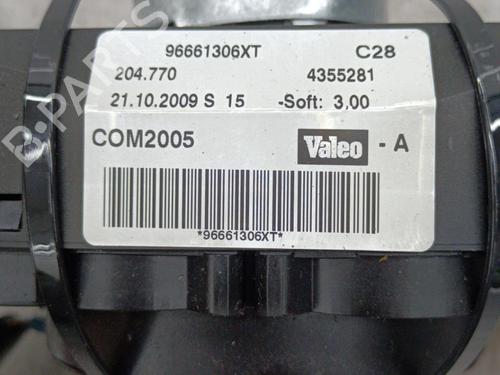 96661306XT C28
204.770 4355281
21.10.2009 S 15 -Soft: 3,00
COM2005 Valeo - A
*96661306XT*
B-PARTS